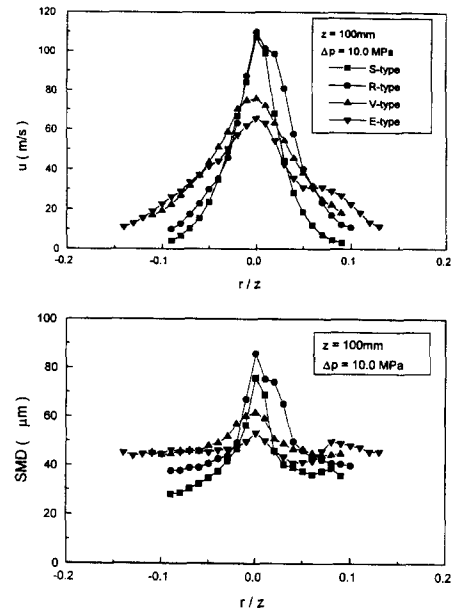 120
100
80
60
40
20
0
u ( m/s )
z = 100mm
Δp = 10.0 MPa
S-type
R-type
V-type
E-type
-0.2 -0.1 0.0 0.1 0.2
r / z
100
80
60
40
20
0
SMD ( μm )
z = 100mm
Δp = 10.0 MPa
-0.2 -0.1 0.0 0.1 0.2
r / z